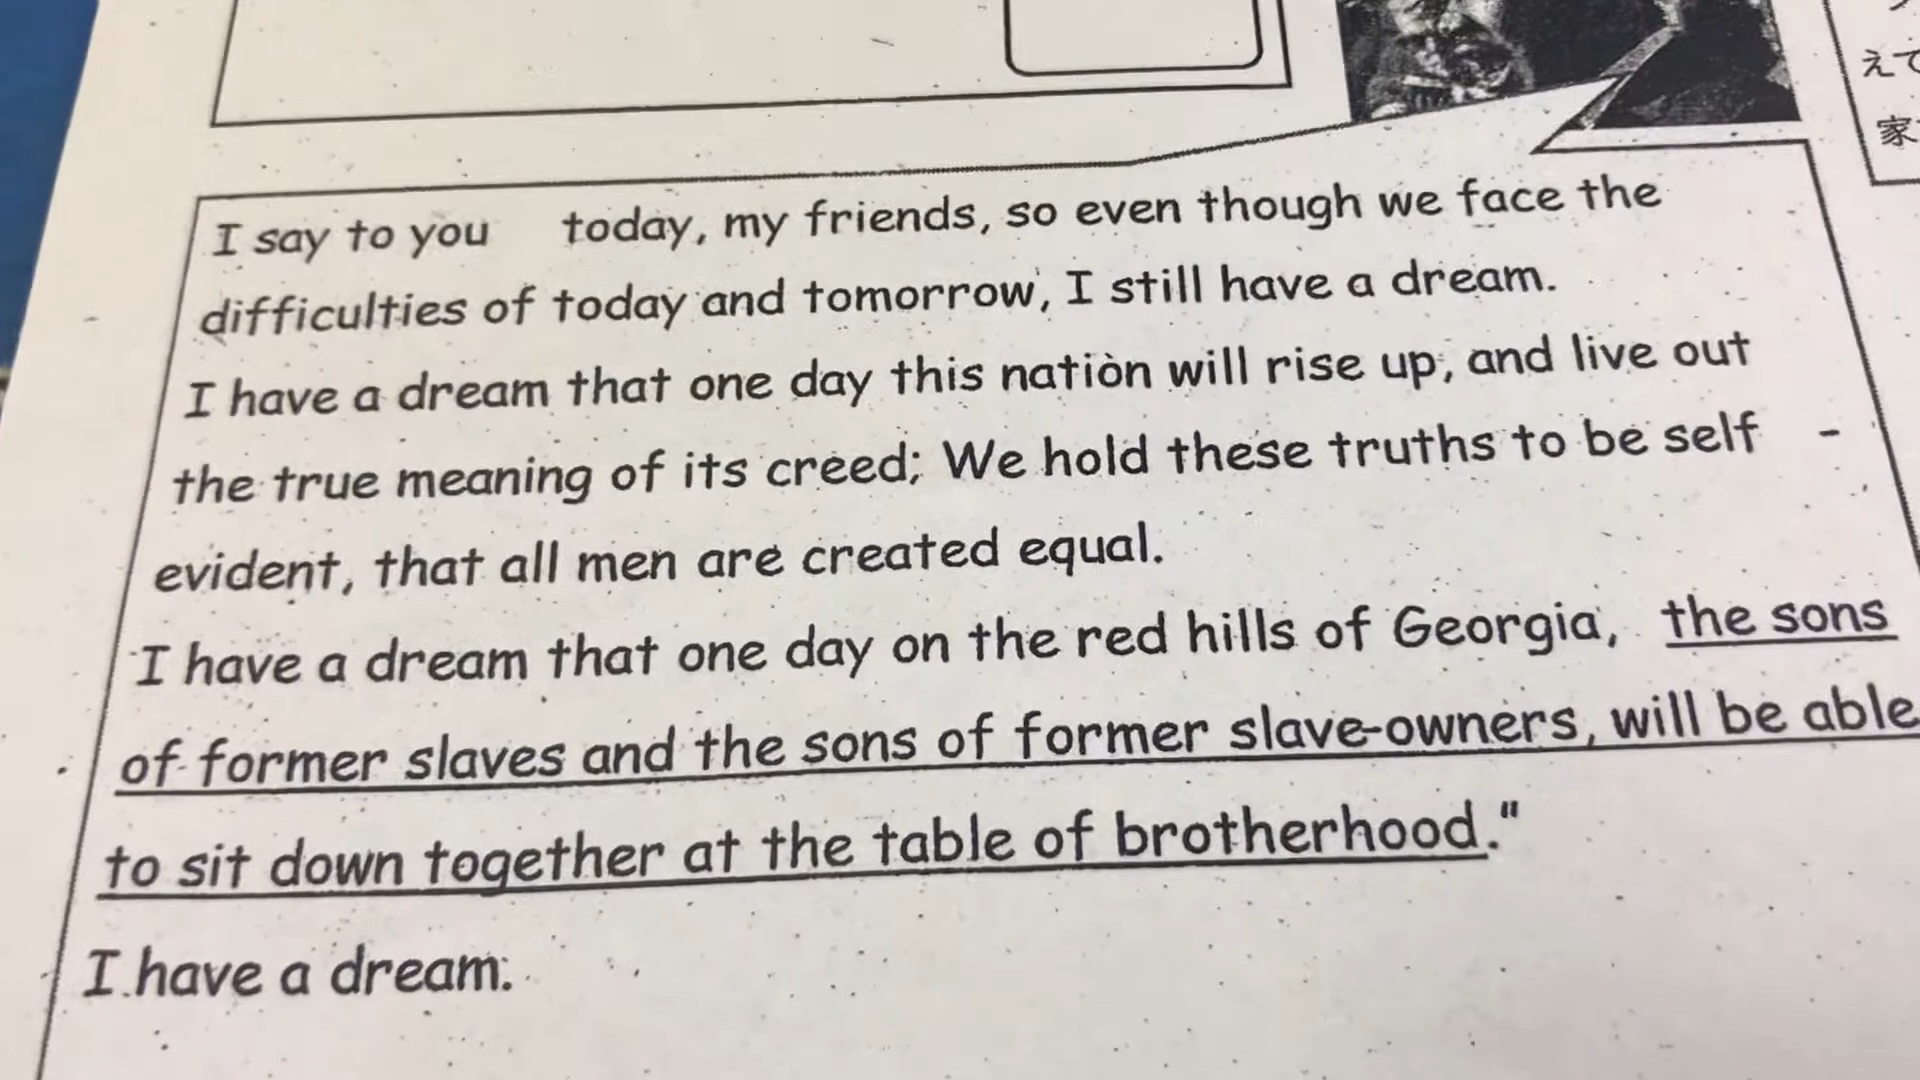 えて
家
I say to you today, my friends, so even though we face the
difficulties of today and tomorrow, I still have a dream.
I have a dream that one day this nation will rise up, and live out
the true meaning of its creed; We hold these truths to be self -
evident, that all men are created equal.
I have a dream that one day on the red hills of Georgia, the sons
of former slaves and the sons of former slave-owners, will be able
to sit down together at the table of brotherhood."
I have a dream.